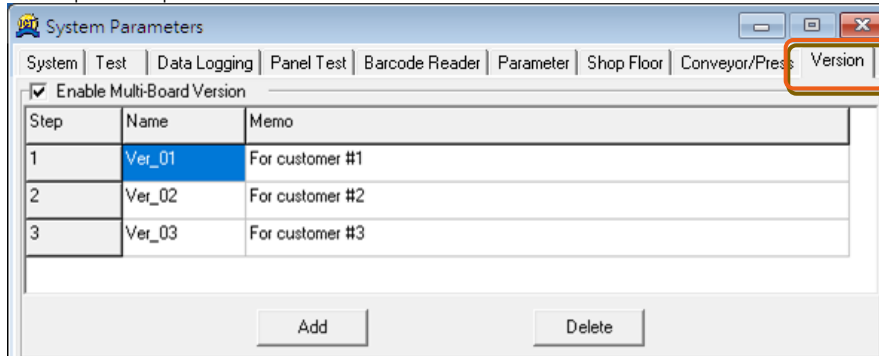 System Parameters
System Test Data Logging Panel Test Barcode Reader Parameter Shop Floor Conveyor/Press Version
Enable Multi-Board Version
Step Name Memo
1 Ver_01 For customer #1
2 Ver_02 For customer #2
3 Ver_03 For customer #3
Add Delete